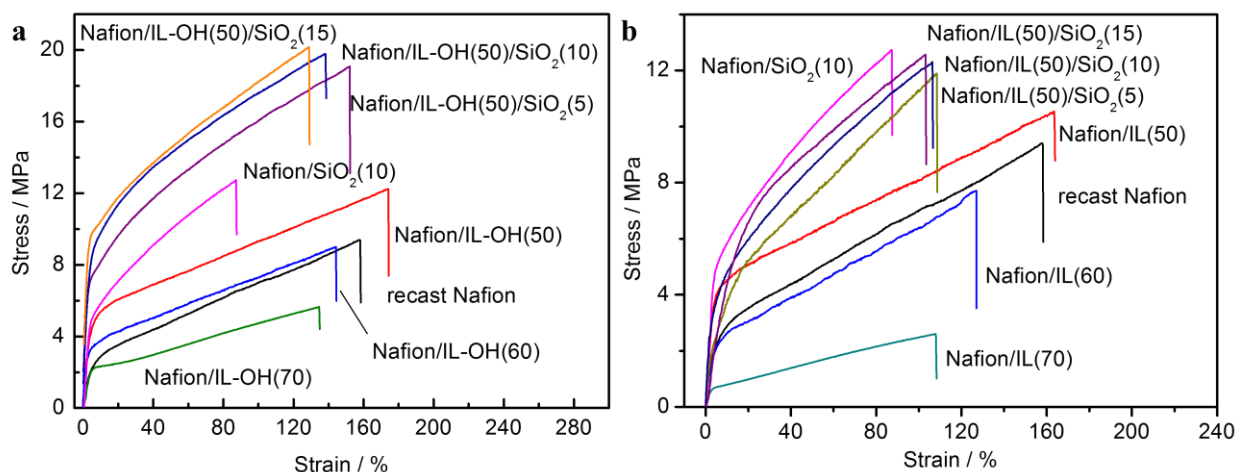 a
Nafion/IL-OH(50)/SiO₂(15)
Nafion/IL-OH(50)/SiO₂(10)
Nafion/IL-OH(50)/SiO₂(5)
Nafion/SiO₂(10)
Nafion/IL-OH(50)
recast Nafion
Nafion/IL-OH(60)
Nafion/IL-OH(70)
Stress / MPa
20
16
12
8
4
0
0 40 80 120 160 200 240 280
Strain / %
b
Nafion/IL(50)/SiO₂(15)
Nafion/SiO₂(10)
Nafion/IL(50)/SiO₂(10)
Nafion/IL(50)/SiO₂(5)
Nafion/IL(50)
recast Nafion
Nafion/IL(60)
Nafion/IL(70)
Stress / MPa
12
8
4
0
0 40 80 120 160 200 240
Strain / %